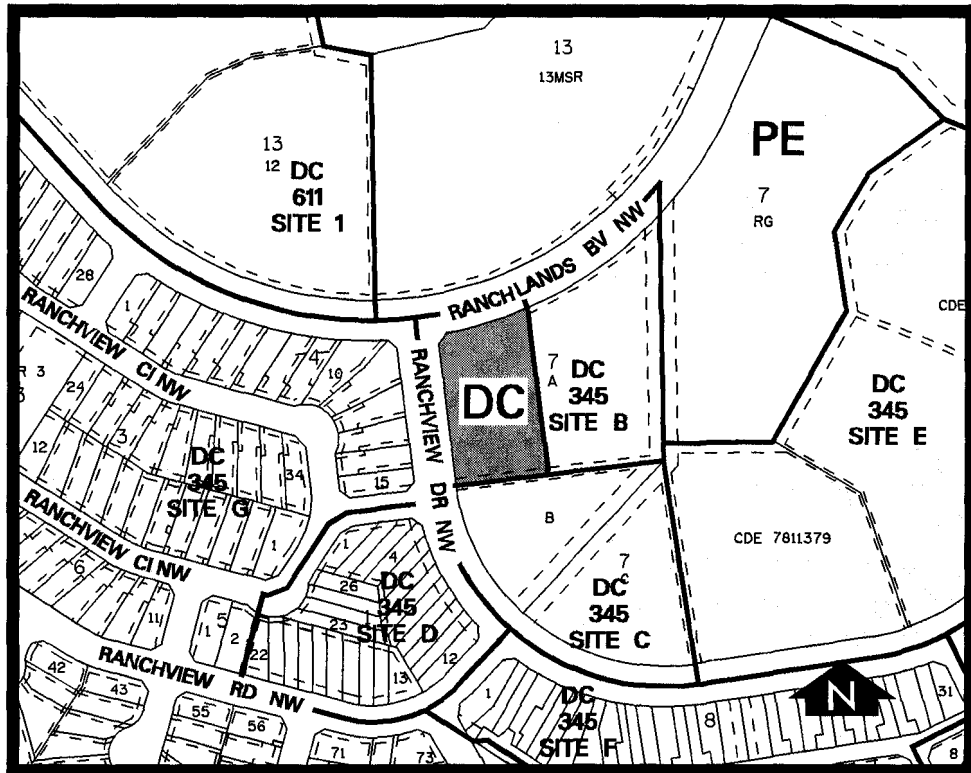 13
13MSR
PE
13
12
DC
611
SITE 1
7
RG
RANCHLANDS BV NW
28
1
4
10
RANCHVIEW CI NW
CDE
R 3
24
3
12
34
15
DC
345
SITE G
RANCHVIEW DR NW
DC
7
A
DC
345
SITE B
DC
345
SITE E
RANCHVIEW CI NW
1
B
CDE 7811379
1
4
26
DC
345
SITE D
23
12
13
22
7
C
DC
345
SITE C
6
11
5
1
2
RANCHVIEW RD NW
42
43
55
56
71
73
1
DC
345
SITE F
8
N
31
8